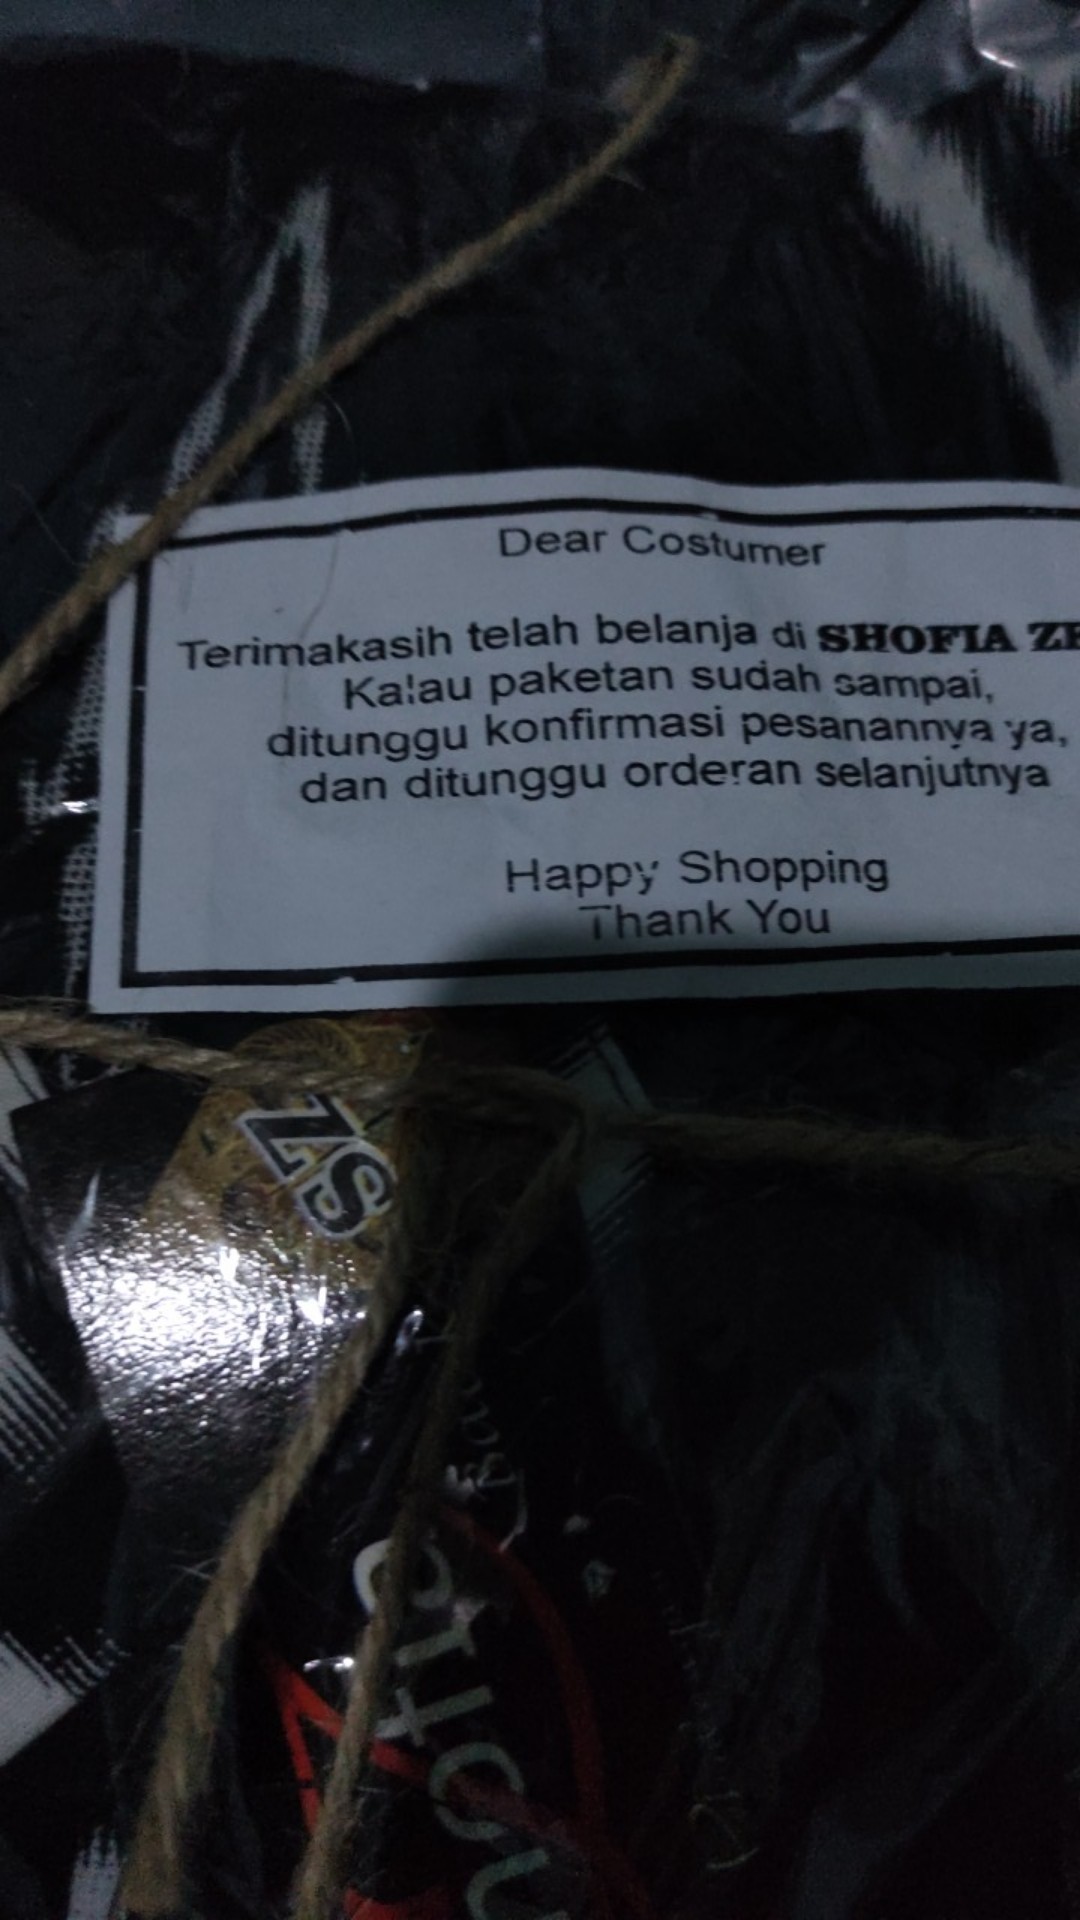 Dear Costumer
Terimakasih telah belanja di SHOFIA
Kalau paketan sudah sampai,
ditunggu konfirmasi pesanannya ya,
dan ditunggu orderan selanjutnya
Happy Shopping
Thank You
SZ